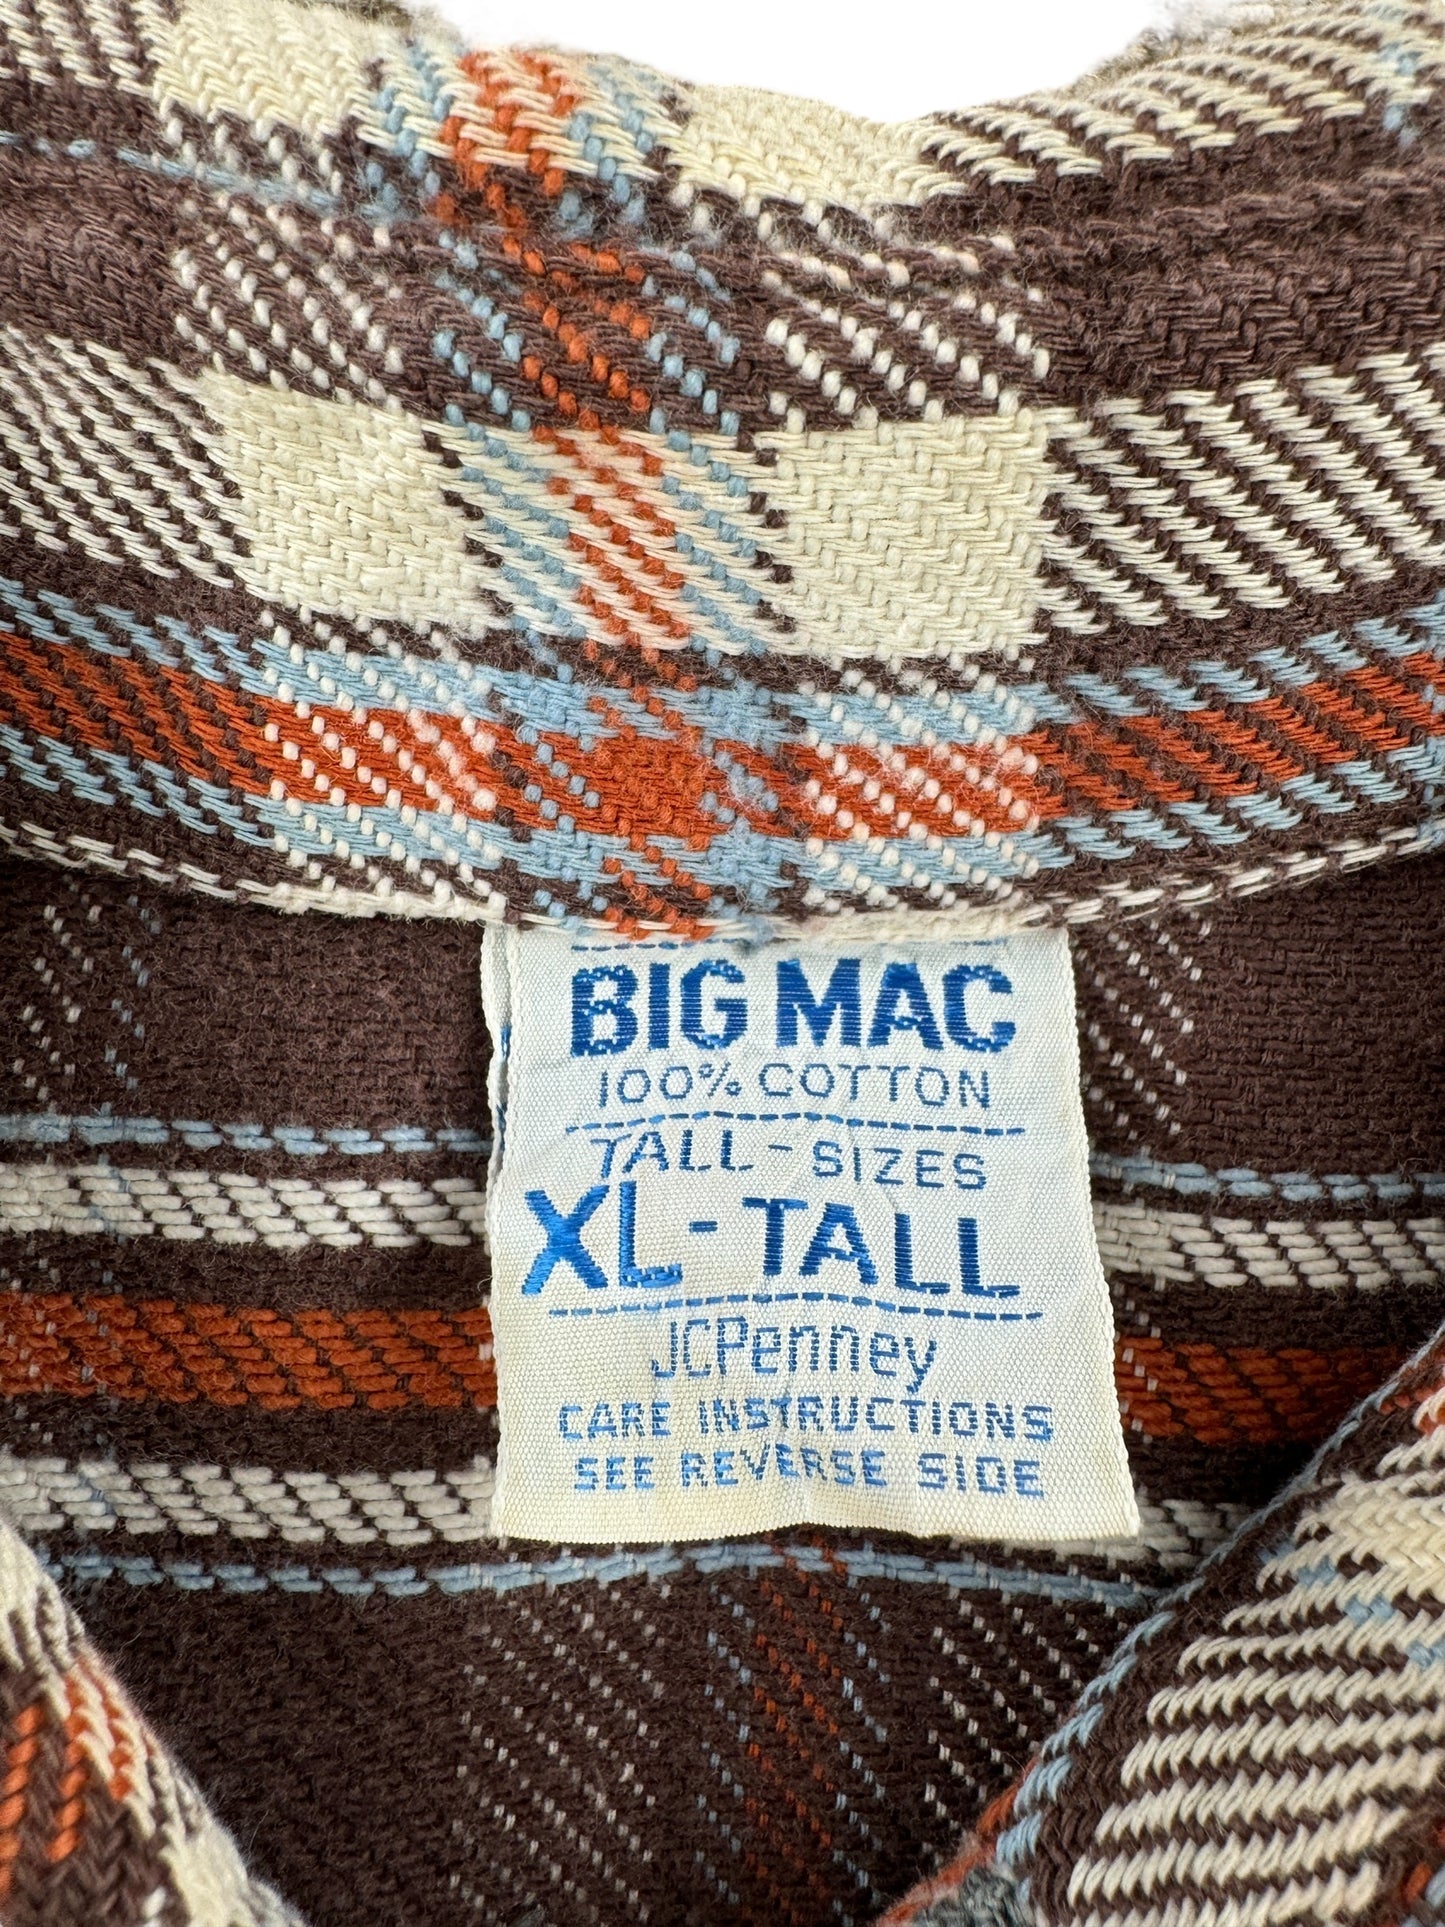 BIG MAC
100% COTTON
TALL-SIZES
XL-TALL
JCPenney
CARE INSTRUCTIONS
SEE REVERSE SIDE